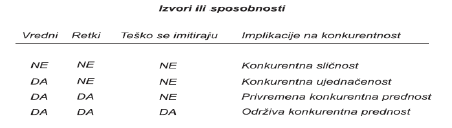 Izvori ili sposobnosti
Vredni Retki Teško se imitiraju Implikacije na konkurentnost
NE NE NE Konkurentna sličnost
DA NE NE Konkurentna ujednačenost
DA DA NE Privremena konkurentna prednost
DA DA DA Održiva konkurentna prednost